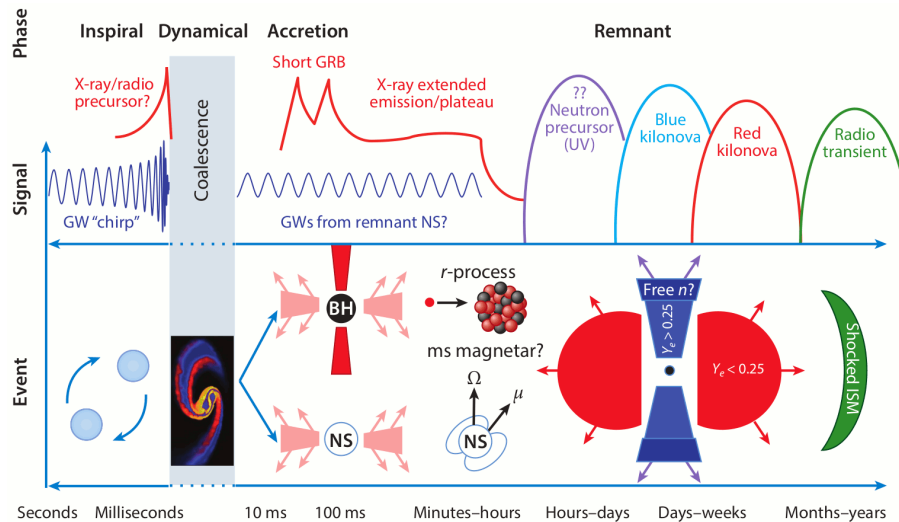 Phase
Inspiral
Dynamical
Accretion
Remnant
Signal
X-ray/radio
precursor?
GW “chirp”
Coalescence
Short GRB
X-ray extended
emission/plateau
GWs from remnant NS?
??
Neutron
precursor
(UV)
Blue
kilonova
Red
kilonova
Radio
transient
Event
BH
NS
r-process
ms magnetar?
Ω
μ
NS
Free n?
Ye > 0.25
Ye < 0.25
Shocked ISM
Seconds
Milliseconds
10 ms
100 ms
Minutes–hours
Hours–days
Days–weeks
Months–years